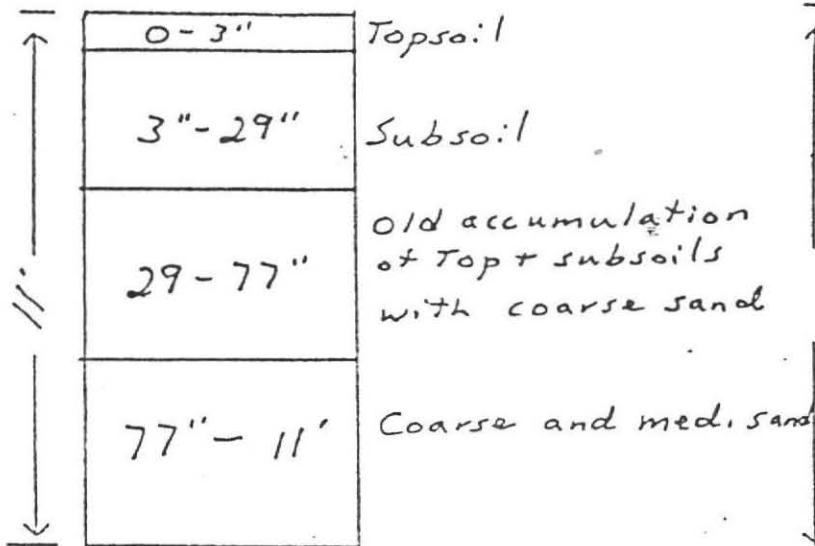 0-3" Topsoil
3"-29" Subsoil
old accumulation
of Top + subsoils
29-77"
with coarse sand
11'
77"- 11' Coarse and med. sand